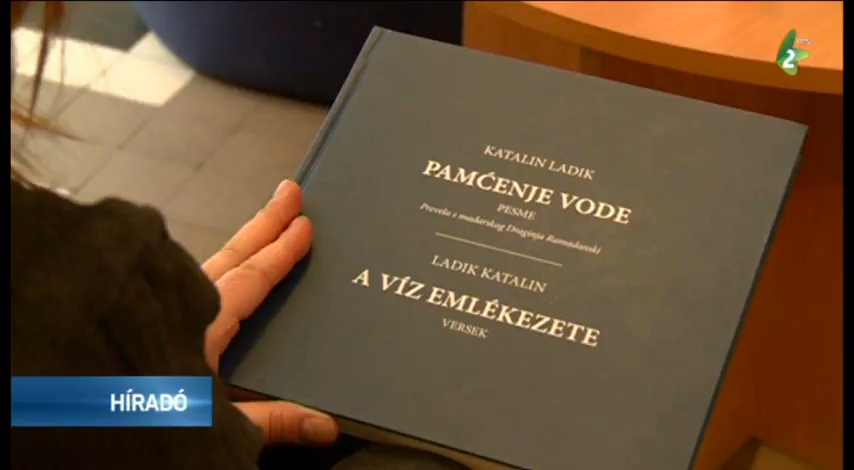 2
KATALIN LADIK
PAMĆENJE VODE
PESME
Prevela s mađarskog Draginja Ramadanski
LADIK KATALIN
A VÍZ EMLÉKEZETE
VERSEK
HÍRADÓ